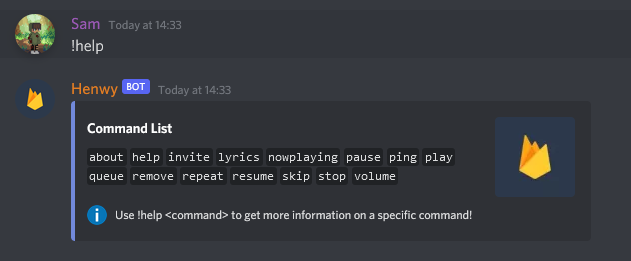 Sam Today at 14:33
!help
Henwy BOT Today at 14:33
Command List
about help invite lyrics nowplaying pause ping play
queue remove repeat resume skip stop volume
Use !help <command> to get more information on a specific command!